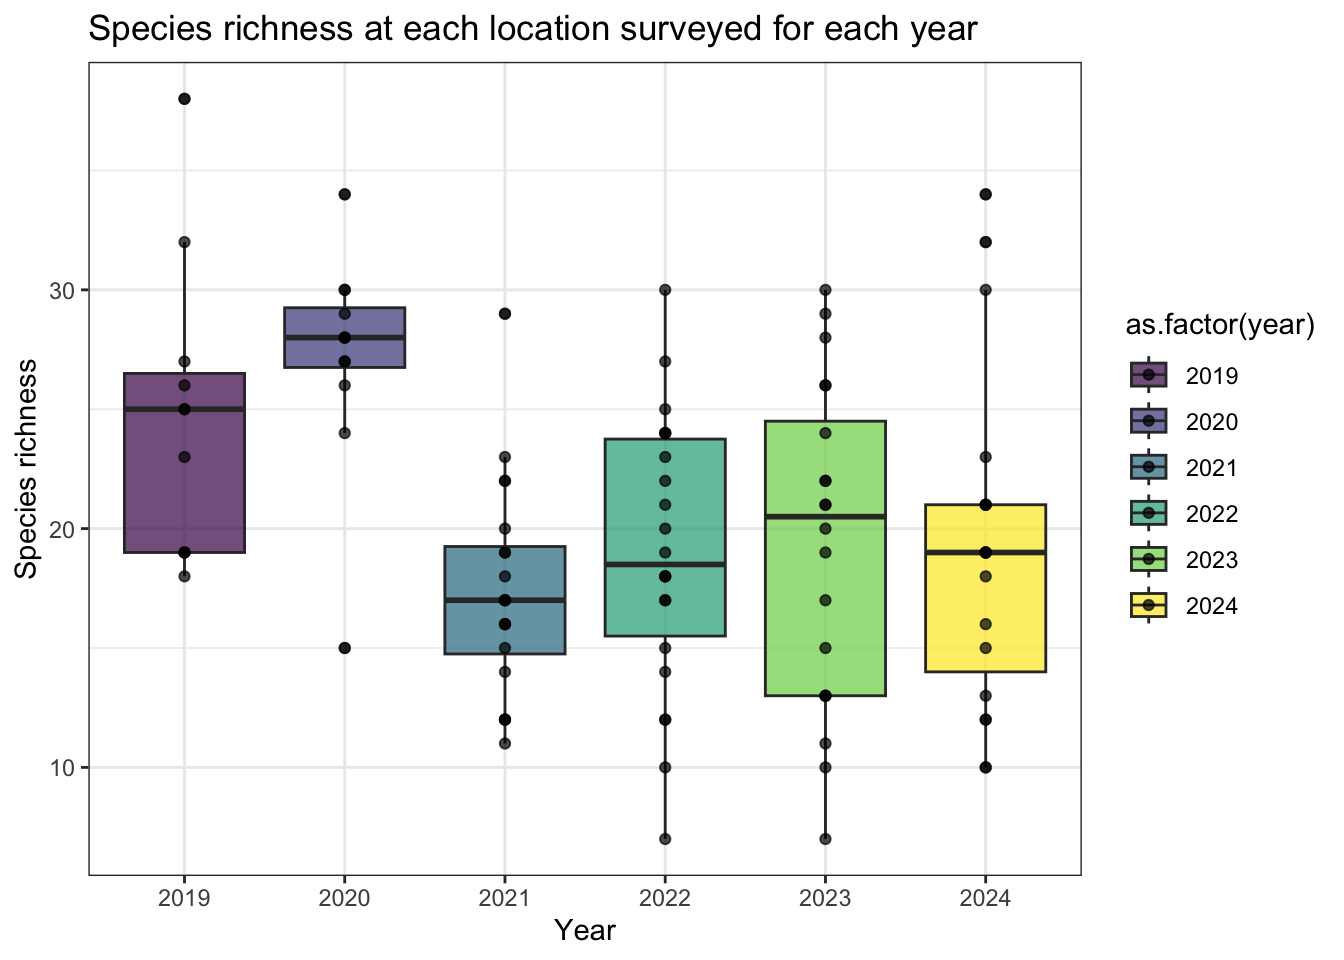 Species richness at each location surveyed for each year
Species richness
30
20
10
2019 2020 2021 2022 2023 2024
Year
as.factor(year)
2019
2020
2021
2022
2023
2024